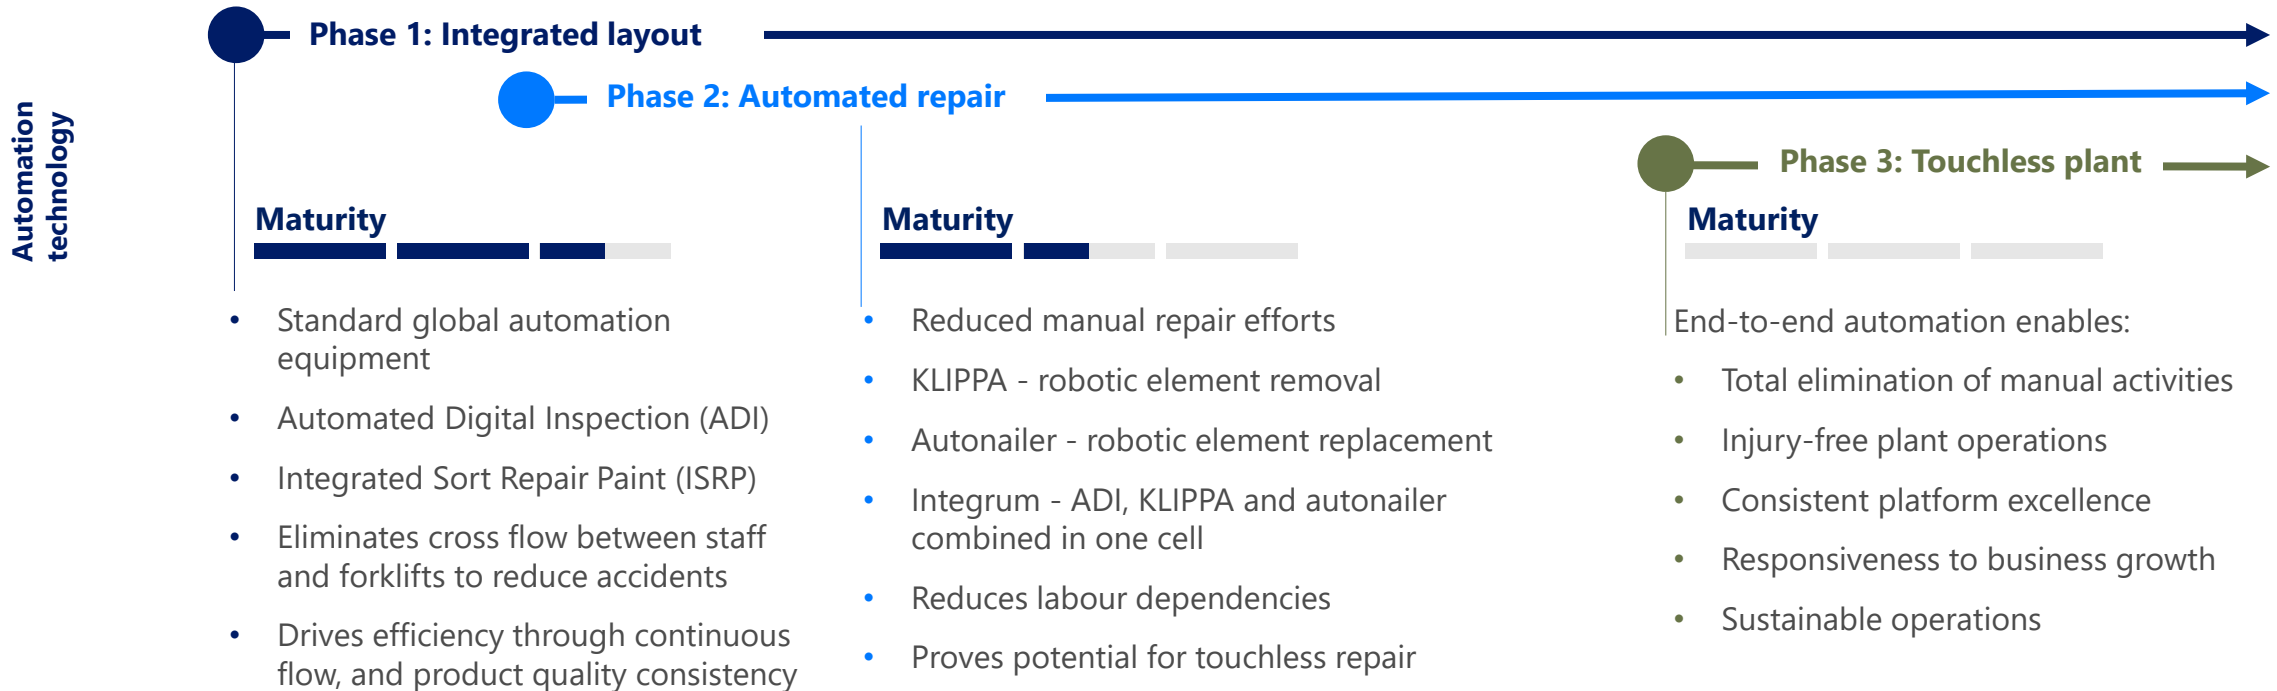 Automation
technology
Phase 1: Integrated layout
Phase 2: Automated repair
Phase 3: Touchless plant
Maturity
• Standard global automation
equipment
• Automated Digital Inspection (ADI)
• Integrated Sort Repair Paint (ISRP)
• Eliminates cross flow between staff
and forklifts to reduce accidents
• Drives efficiency through continuous
flow, and product quality consistency
Maturity
• Reduced manual repair efforts
• KLIPPA - robotic element removal
• Autonailer - robotic element replacement
• Integrum - ADI, KLIPPA and autonailer
combined in one cell
• Reduces labour dependencies
• Proves potential for touchless repair
Maturity
End-to-end automation enables:
• Total elimination of manual activities
• Injury-free plant operations
• Consistent platform excellence
• Responsiveness to business growth
• Sustainable operations